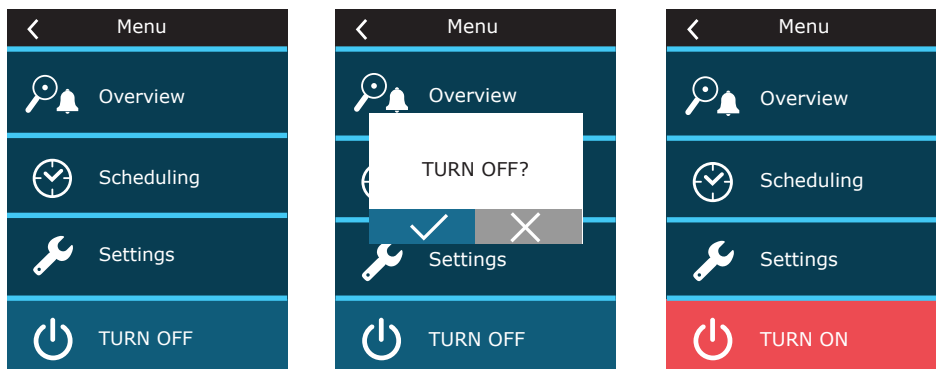 Menu
Overview
Scheduling
Settings
TURN OFF
Menu
Overview
TURN OFF?
Settings
TURN OFF
Menu
Overview
Scheduling
Settings
TURN ON